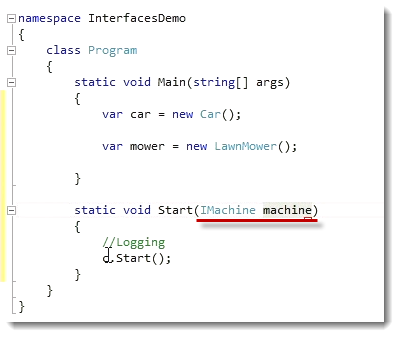 namespace InterfacesDemo
{
class Program
{
static void Main(string[] args)
{
var car = new Car();
var mower = new LawnMower();
}
static void Start(IMachine machine)
{
//Logging
c.Start();
}
}
}